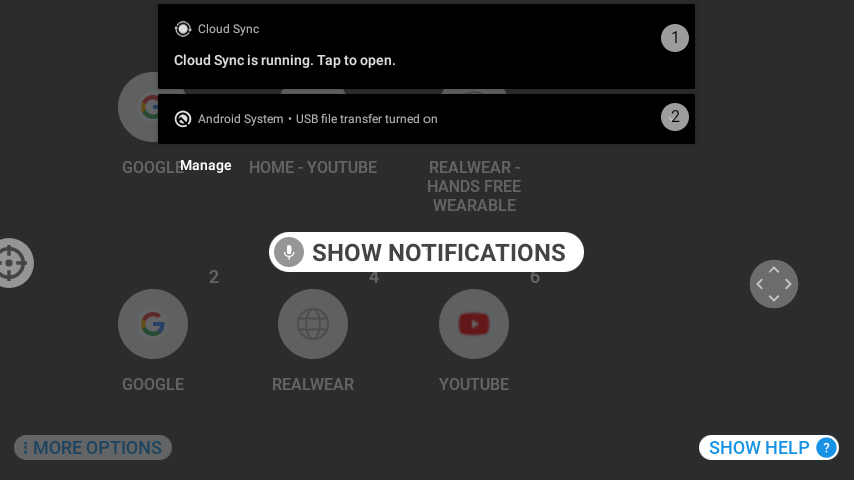 Cloud Sync
1
Cloud Sync is running. Tap to open.
Android System • USB file transfer turned on
2
Manage
GOOGLE
HOME - YOUTUBE
REALWEAR -
HANDS FREE
WEARABLE
SHOW NOTIFICATIONS
2
4
6
GOOGLE
REALWEAR
YOUTUBE
MORE OPTIONS
SHOW HELP ?